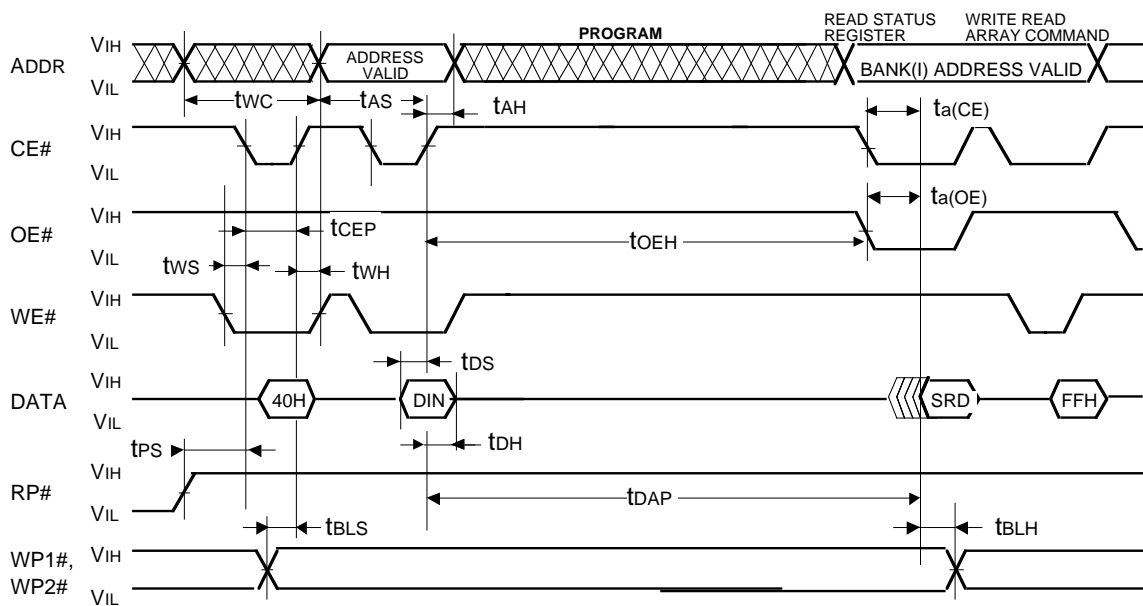 READ STATUS REGISTER
WRITE READ ARRAY COMMAND
PROGRAM
ADDR
VIH
VIL
ADDRESS VALID
BANK(I) ADDRESS VALID
tWC
tAS
tAH
ta(CE)
CE#
VIH
VIL
OE#
VIH
VIL
ta(OE)
tCEP
tOEH
tWS
tWH
WE#
VIH
VIL
tDS
DATA
VIH
VIL
40H
DIN
SRD
FFH
tPS
tDH
RP#
VIH
VIL
tDAP
tBLS
tBLH
WP1#,
WP2#
VIH
VIL